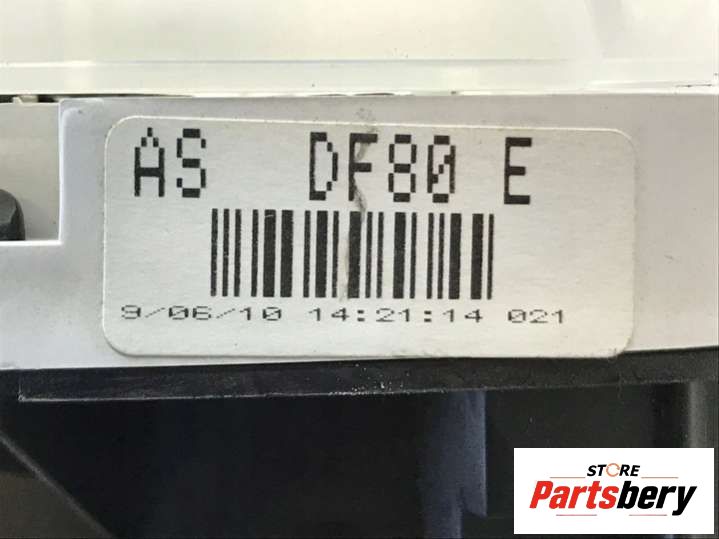 AS DF80 E
9/06/10 14:21:14 021
STORE
Partsbery